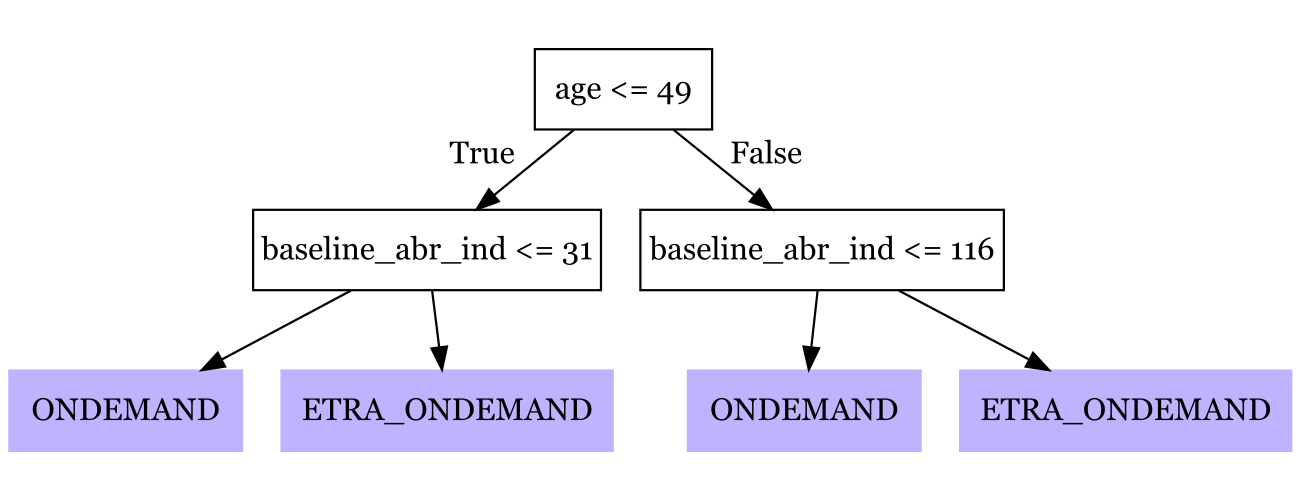 age <= 49
True
False
baseline_abr_ind <= 31
baseline_abr_ind <= 116
ONDEMAND
ETRA_ONDEMAND
ONDEMAND
ETRA_ONDEMAND